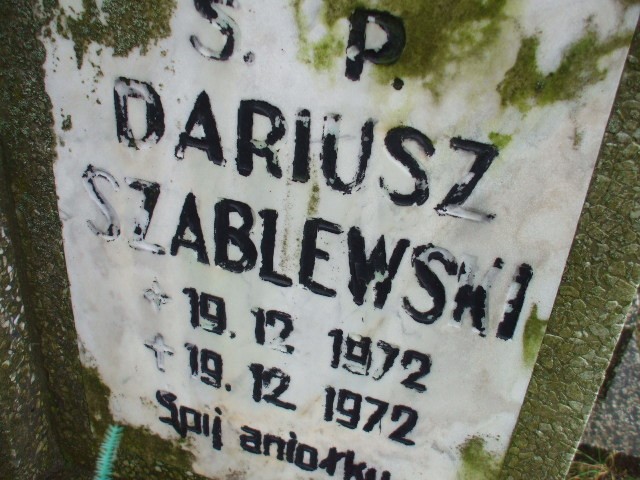 S. P.
DARIUSZ
SZABLEWSKI
* 19. 12 1972
† 19. 12 1972
Śpij aniołku